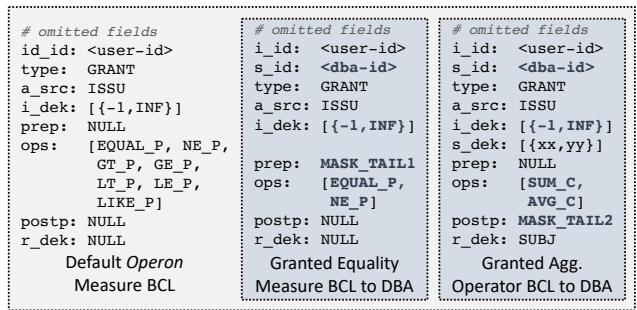 # omitted fields
id_id: <user-id>
type: GRANT
a_src: ISSU
i_dek: [{-1,INF}]
prep: NULL
ops: [EQUAL_P, NE_P,
GT_P, GE_P,
LT_P, LE_P,
LIKE_P]
postp: NULL
r_dek: NULL
Default Operon
Measure BCL
# omitted fields
i_id: <user-id>
s_id: <dba-id>
type: GRANT
a_src: ISSU
i_dek: [{-1,INF}]
prep: MASK_TAIL1
ops: [EQUAL_P,
NE_P]
postp: NULL
r_dek: NULL
Granted Equality
Measure BCL to DBA
# omitted fields
i_id: <user-id>
s_id: <dba-id>
type: GRANT
a_src: ISSU
i_dek: [{-1,INF}]
s_dek: [{xx,yy}]
prep: NULL
ops: [SUM_C,
AVG_C]
postp: MASK_TAIL2
r_dek: SUBJ
Granted Agg.
Operator BCL to DBA